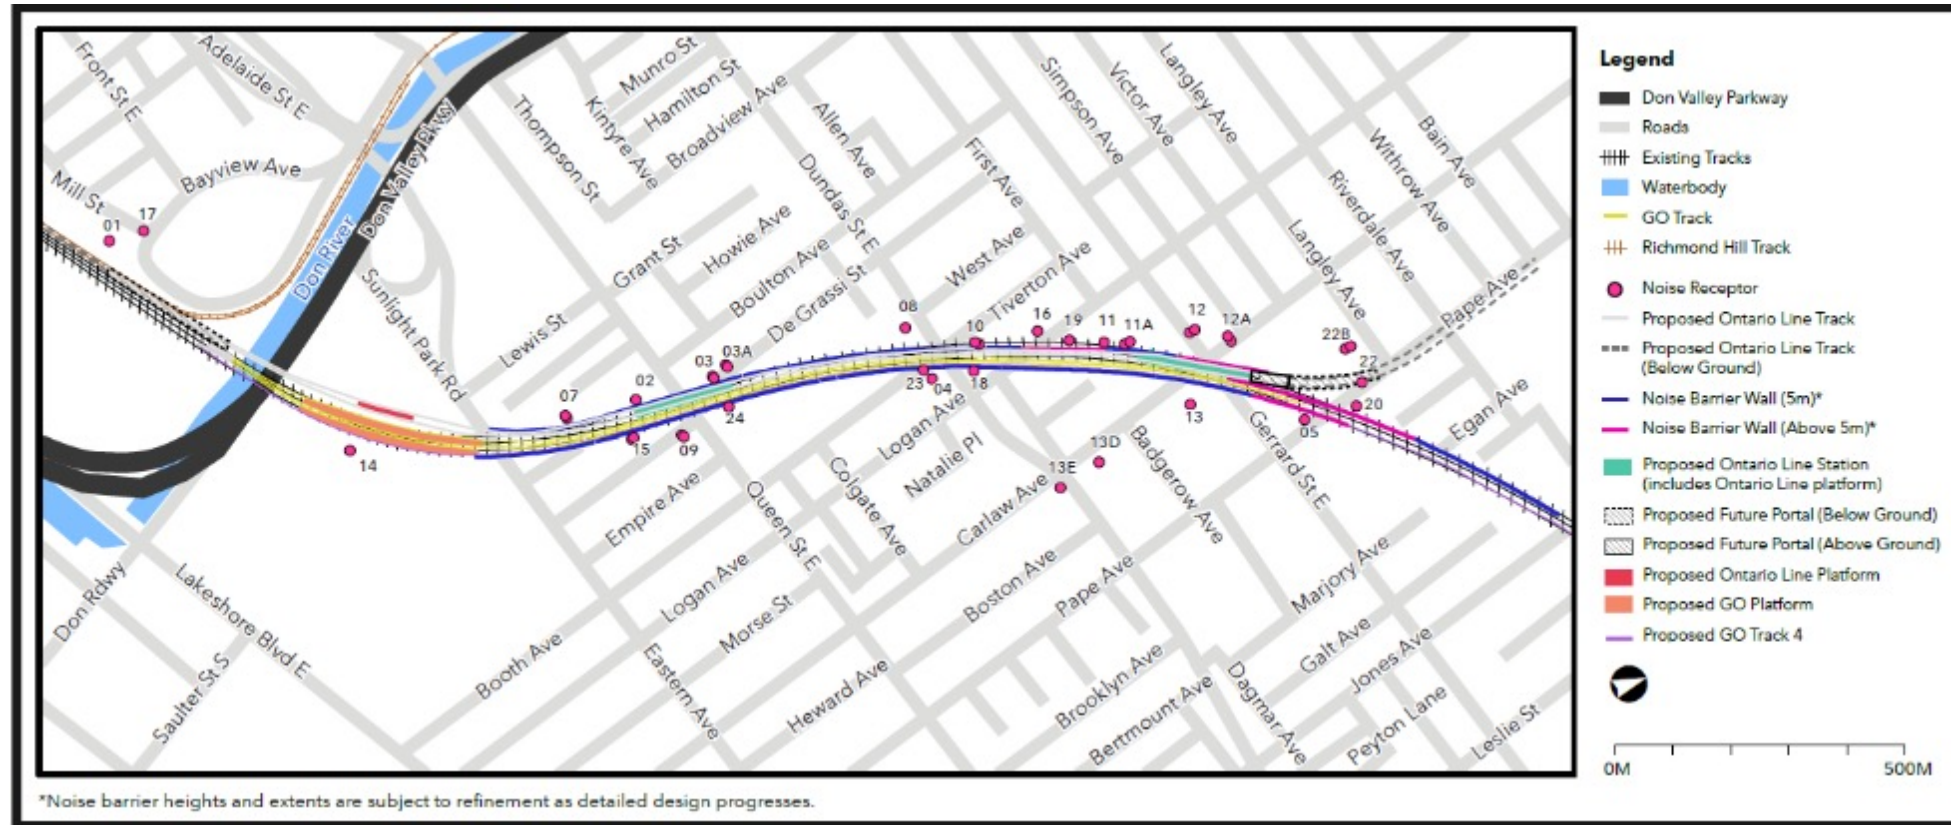 Front St E
Adelaide St E
Bayview Ave
Mill St
01
17
Don River
Don Valley Pkwy
Thompson St
Kintyre Ave
Munro St
Hamilton St
Broadview Ave
Allen Ave
Dundas St E
First Ave
Simpson Ave
Victor Ave
Langley Ave
Withrow Ave
Bain Ave
Riverdale Ave
Langley Ave
Pape Ave
Grant St
Howie Ave
Boulton Ave
De Grassi St
West Ave
Tiverton Ave
Sunlight Park Rd
Lewis St
08
10
16
19
11
11A
12
12A
22B
22
03
03A
07
02
23
04
18
24
13
05
20
14
15
09
13D
13E
Logan Ave
Natalie Pl
Badgerow Ave
Gerrard St E
Egan Ave
Empire Ave
Queen St E
Colgate Ave
Carlaw Ave
Don Rdwy
Lakeshore Blvd E
Logan Ave
Morse St
Boston Ave
Pape Ave
Marjory Ave
Saulter St S
Booth Ave
Eastern Ave
Heward Ave
Brooklyn Ave
Bertmount Ave
Dagmar Ave
Galt Ave
Jones Ave
Peyton Lane
Leslie St
Legend
Don Valley Parkway
Roads
Existing Tracks
Waterbody
GO Track
Richmond Hill Track
Noise Receptor
Proposed Ontario Line Track
Proposed Ontario Line Track
(Below Ground)
Noise Barrier Wall (5m)*
Noise Barrier Wall (Above 5m)*
Proposed Ontario Line Station
(includes Ontario Line platform)
Proposed Future Portal (Below Ground)
Proposed Future Portal (Above Ground)
Proposed Ontario Line Platform
Proposed GO Platform
Proposed GO Track 4
0M
500M
*Noise barrier heights and extents are subject to refinement as detailed design progresses.